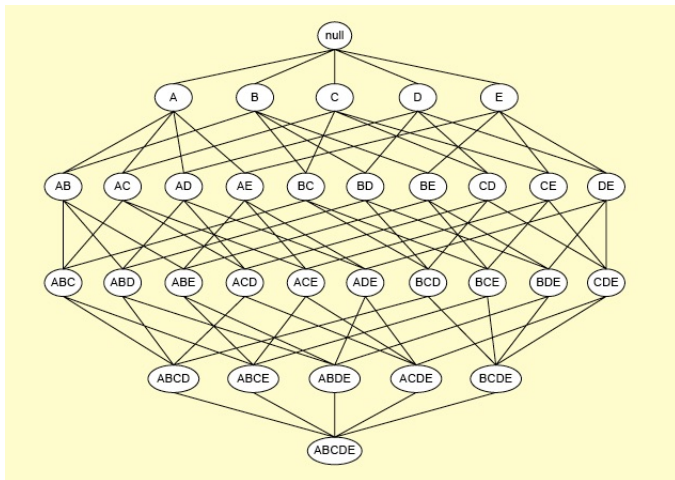 null
A B C D E
AB AC AD AE BC BD BE CD CE DE
ABC ABD ABE ACD ACE ADE BCD BCE BDE CDE
ABCD ABCE ABDE ACDE BCDE
ABCDE